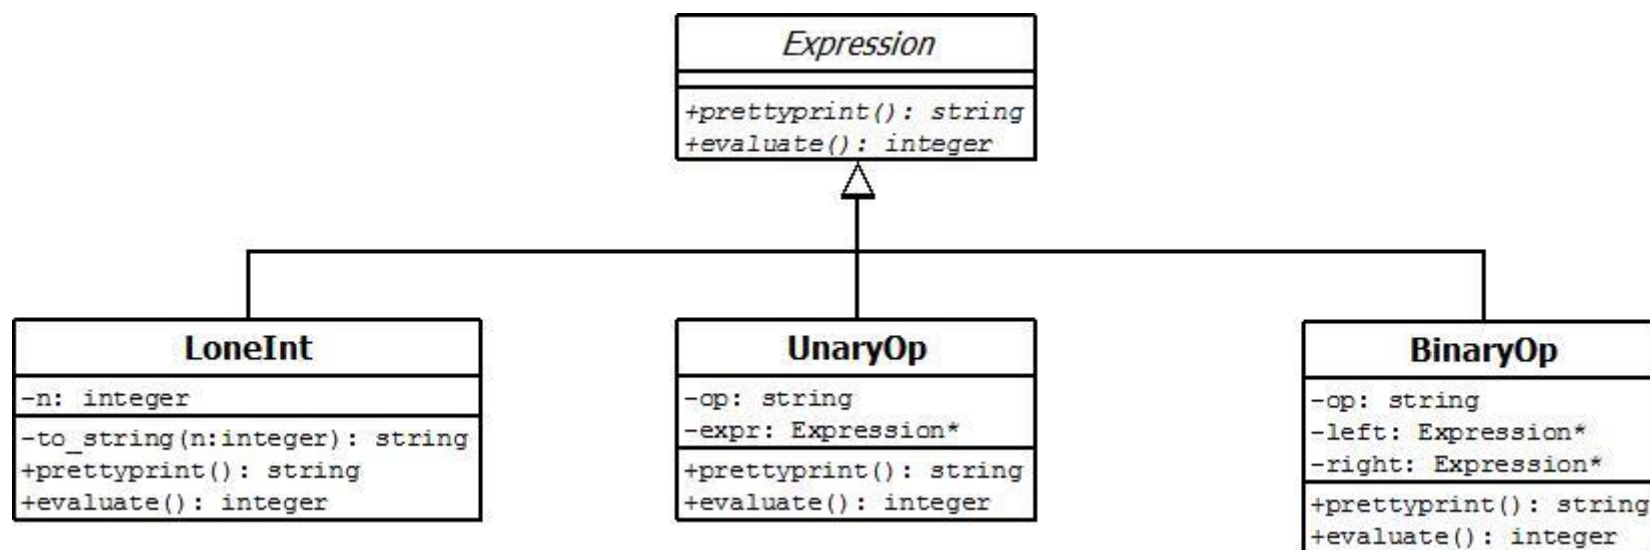 Expression
+prettyprint(): string
+evaluate(): integer
LoneInt
-n: integer
-to_string(n:integer): string
+prettyprint(): string
+evaluate(): integer
UnaryOp
-op: string
-expr: Expression*
+prettyprint(): string
+evaluate(): integer
BinaryOp
-op: string
-left: Expression*
-right: Expression*
+prettyprint(): string
+evaluate(): integer